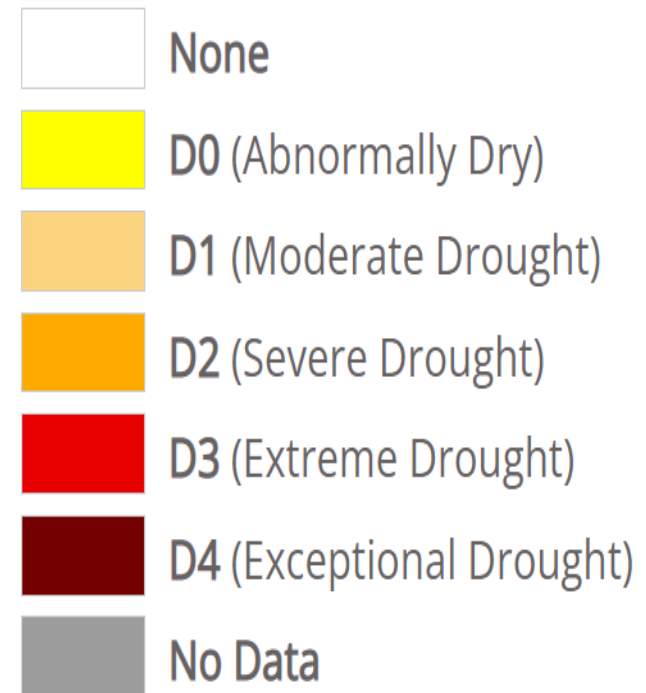 None
D0 (Abnormally Dry)
D1 (Moderate Drought)
D2 (Severe Drought)
D3 (Extreme Drought)
D4 (Exceptional Drought)
No Data